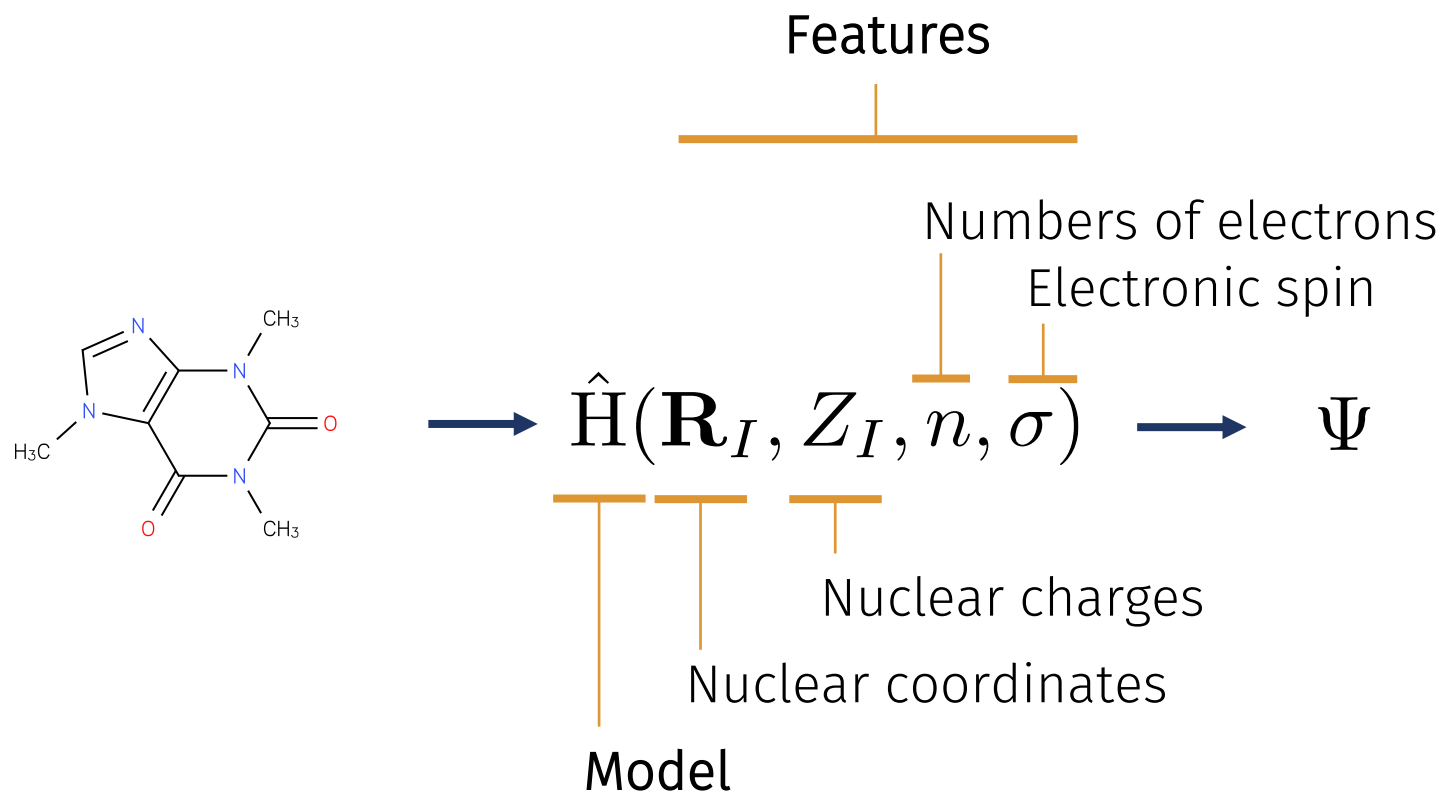 Features
Numbers of electrons
Electronic spin
N
CH₃
N
N
H₃C
O
N
O
CH₃
Ĥ(𝐑_I, Z_I, n, σ)
Ψ
Nuclear charges
Nuclear coordinates
Model